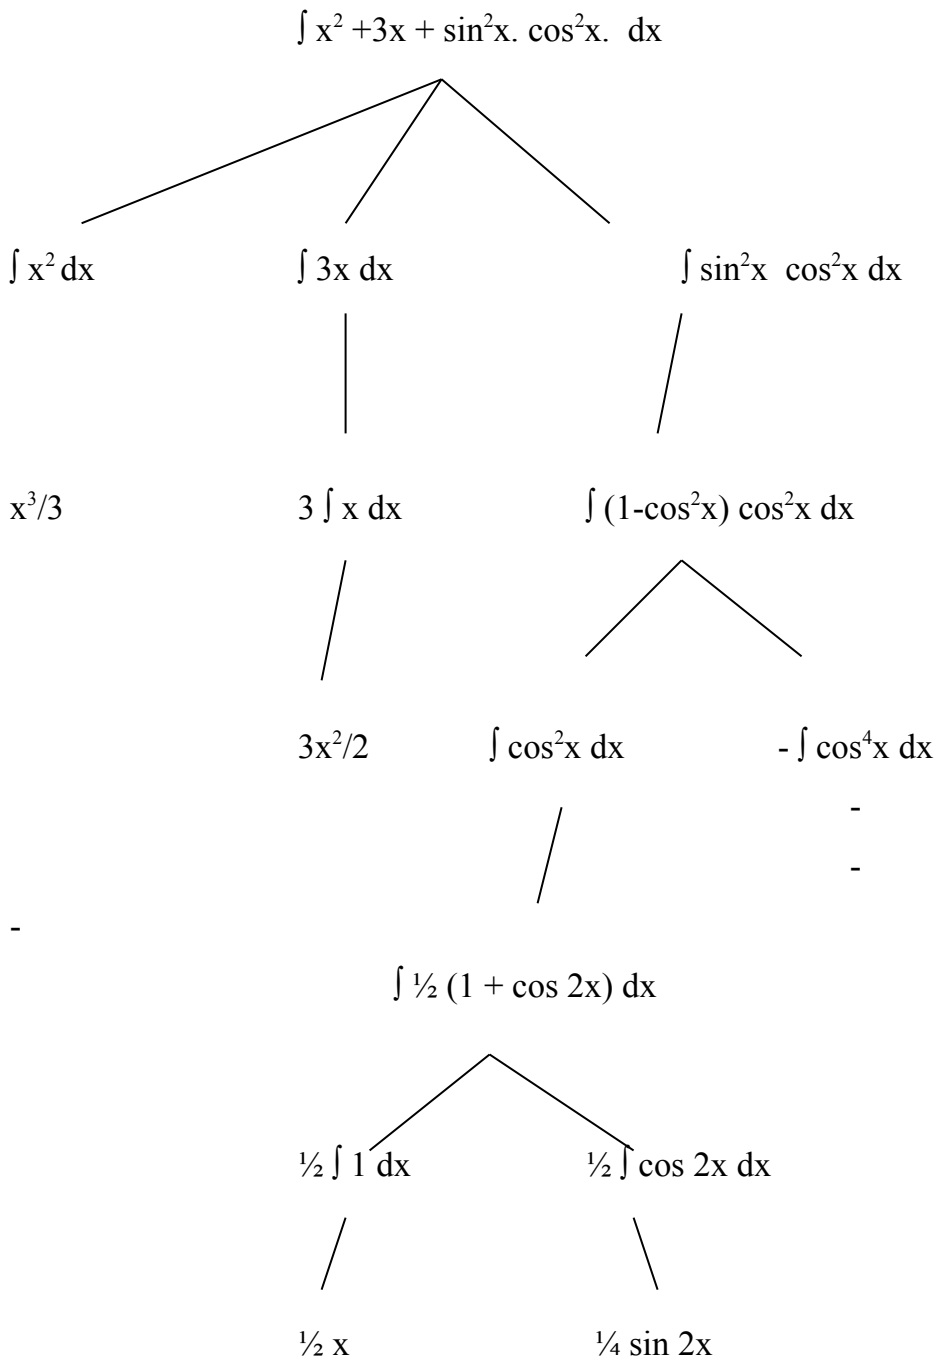 ∫ x² +3x + sin²x. cos²x.  dx
∫ x² dx    ∫ 3x dx    ∫ sin²x  cos²x dx
x³/3    3 ∫ x dx    ∫ (1-cos²x) cos²x dx
3x²/2    ∫ cos²x dx    - ∫ cos⁴x dx
-
-
-
∫ ½ (1 + cos 2x) dx
½ ∫ 1 dx    ½ ∫ cos 2x dx
½ x    ¼ sin 2x